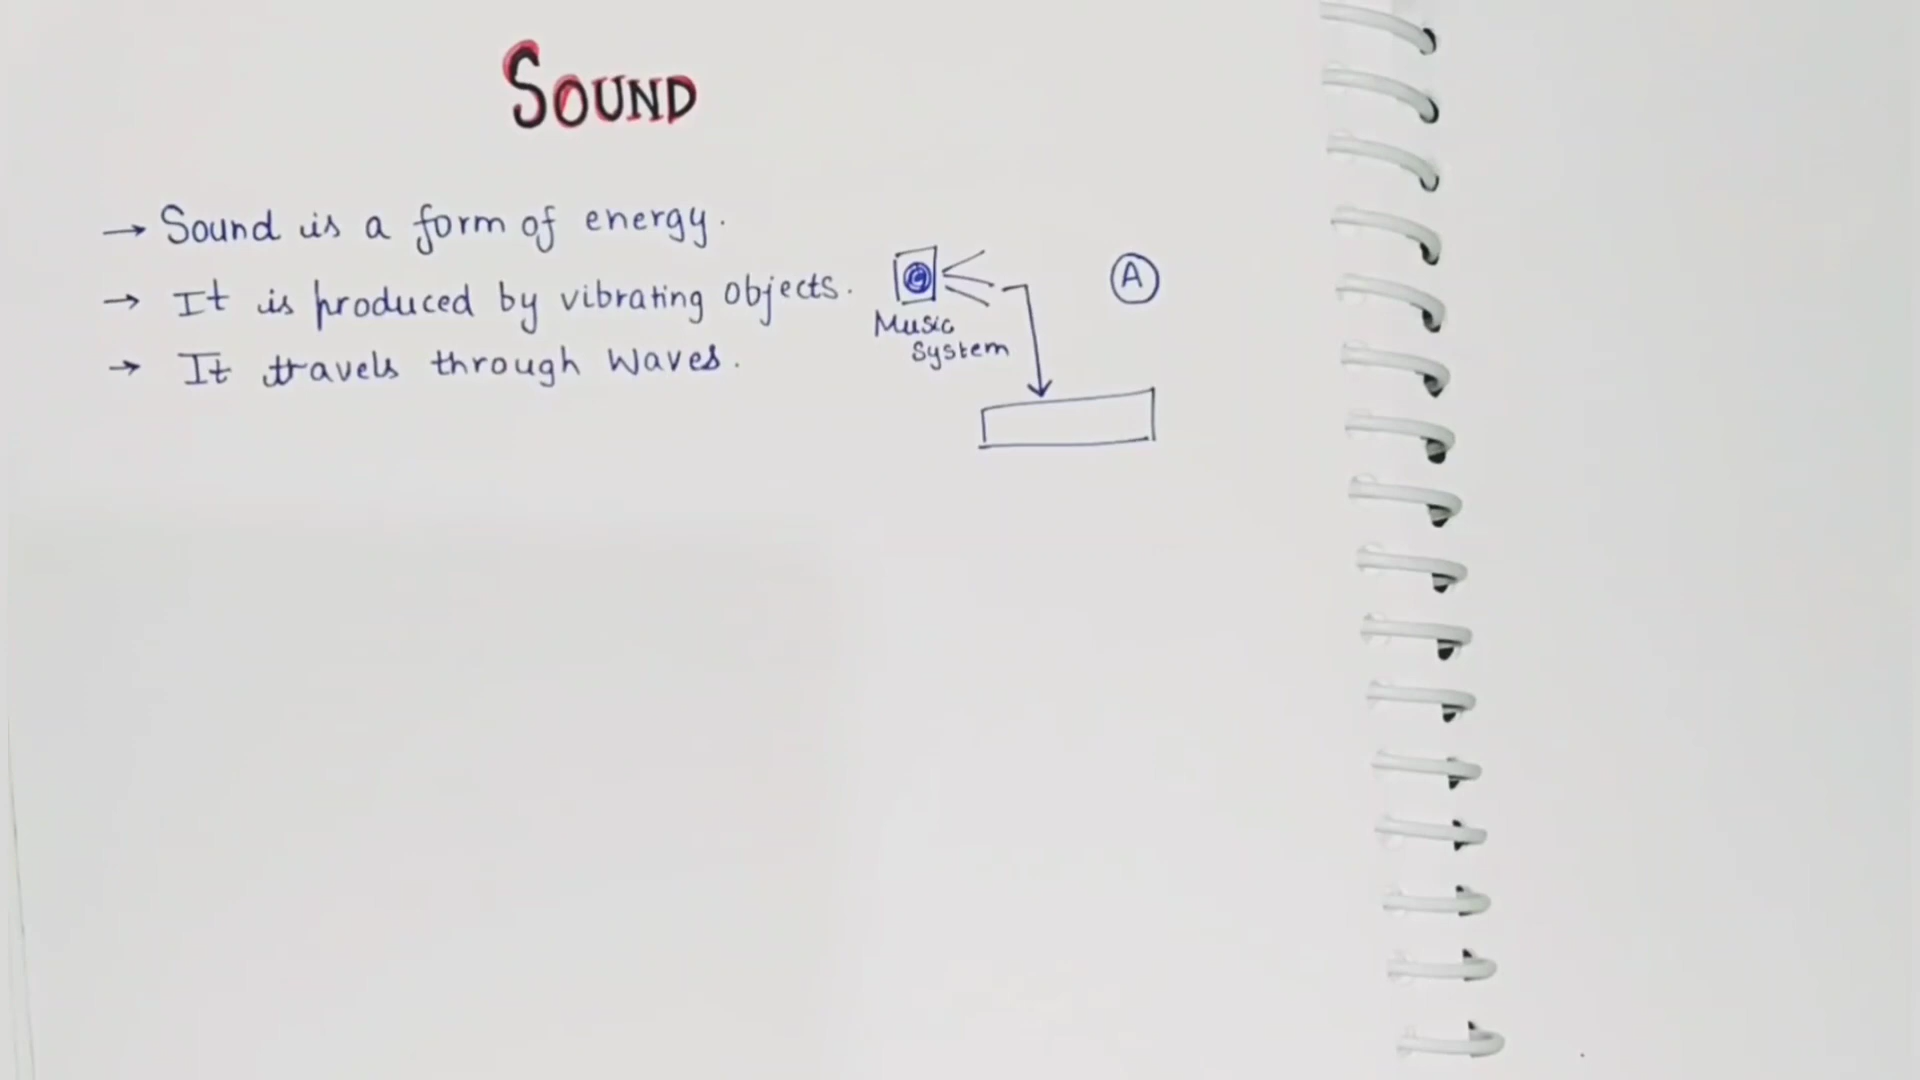 SOUND
→ Sound is a form of energy.
→ It is produced by vibrating objects.
→ It travels through waves.
Music
System
A